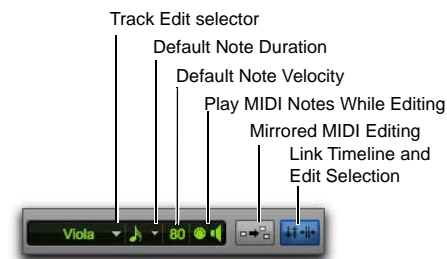 Track Edit selector
Default Note Duration
Default Note Velocity
Play MIDI Notes While Editing
Mirrored MIDI Editing
Link Timeline and
Edit Selection
Viola 80